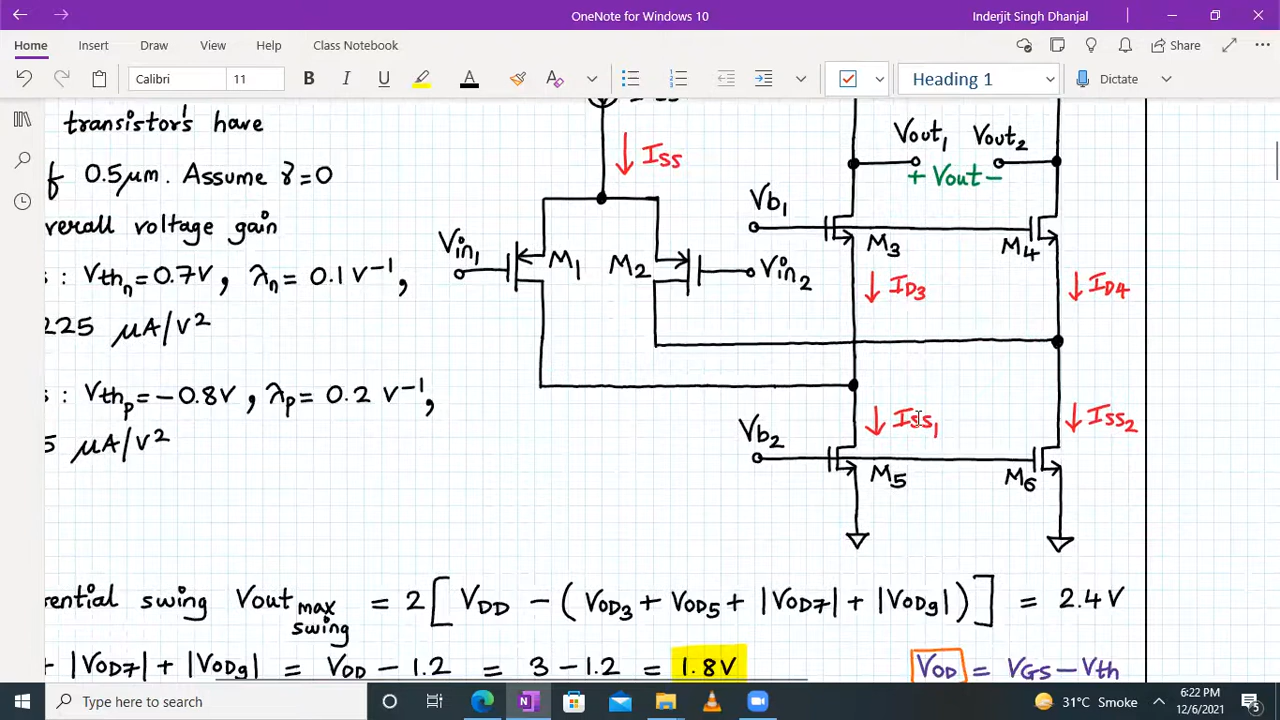 OneNote for Windows 10
Inderjit Singh Dhanjal
Home Insert Draw View Help Class Notebook
Share
Calibri 11 B I U A A Heading 1 Dictate
transistor's have
f 0.5μm. Assume γ=0
verall voltage gain
s : Vthn=0.7V, λn = 0.1 V⁻¹,
225 μA/V²
s : Vthp=-0.8V, λp = 0.2 V⁻¹,
5 μA/V²
ISS
Vout1 Vout2
+ Vout -
Vb1
M3 M4
Vin1 M1 M2 Vin2
ID3 ID4
ISS1 ISS2
Vb2
M5 M6
rential swing Vout max swing = 2[VDD - (VOD3 + VOD5 + |VOD7| + |VOD9|)] = 2.4V
+ |VOD7| + |VOD9| = VDD - 1.2 = 3 - 1.2 = 1.8V
VOD = VGS - Vth
Type here to search
31°C Smoke
6:22 PM
12/6/2021
5